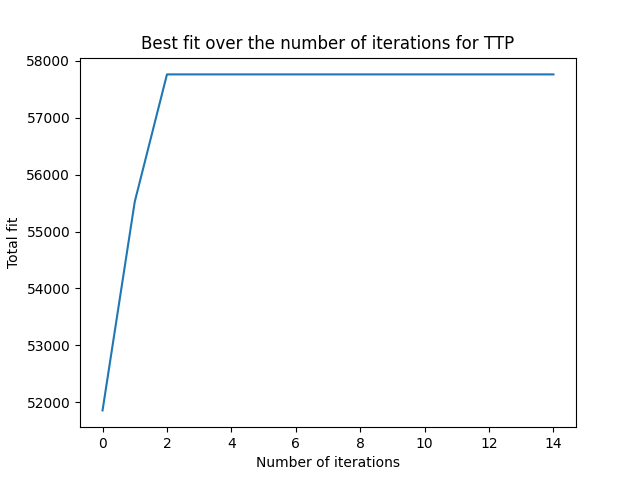 Best fit over the number of iterations for TTP
58000
57000
56000
55000
54000
53000
52000
Total fit
0 2 4 6 8 10 12 14
Number of iterations